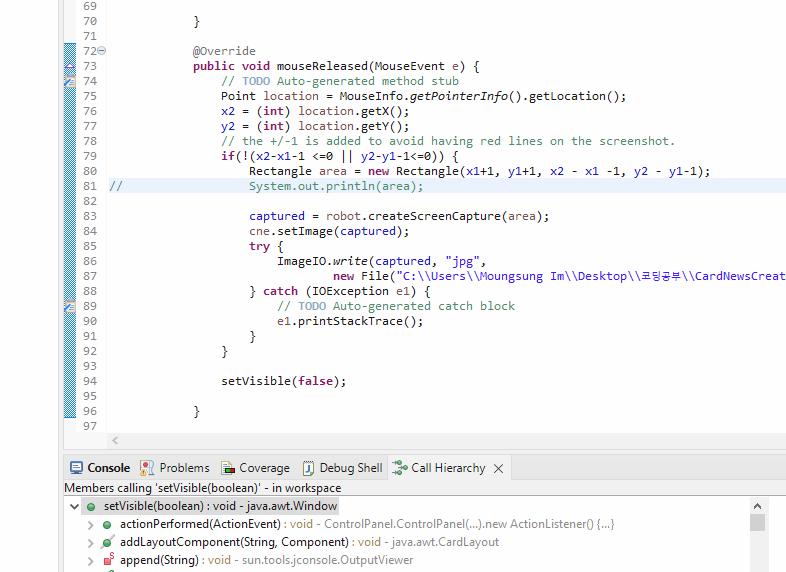 69
70 }
71
72 @Override
73 public void mouseReleased(MouseEvent e) {
74 // TODO Auto-generated method stub
75 Point location = MouseInfo.getPointerInfo().getLocation();
76 x2 = (int) location.getX();
77 y2 = (int) location.getY();
78 // the +/-1 is added to avoid having red lines on the screenshot.
79 if(!(x2-x1-1 <=0 || y2-y1-1<=0)) {
80 Rectangle area = new Rectangle(x1+1, y1+1, x2 - x1 -1, y2 - y1-1);
81 // System.out.println(area);
82
83 captured = robot.createScreenCapture(area);
84 cne.setImage(captured);
85 try {
86 ImageIO.write(captured, "jpg",
87 new File("C:\\Users\\Moungsung Im\\Desktop\\코딩공부\\CardNewsCreat
88 } catch (IOException e1) {
89 // TODO Auto-generated catch block
90 e1.printStackTrace();
91 }
92 }
93
94 setVisible(false);
95
96 }
97
Console Problems Coverage Debug Shell Call Hierarchy
Members calling 'setVisible(boolean)' - in workspace
setVisible(boolean) : void - java.awt.Window
actionPerformed(ActionEvent) : void - ControlPanel.ControlPanel(...).new ActionListener() {...}
addLayoutComponent(String, Component) : void - java.awt.CardLayout
append(String) : void - sun.tools.jconsole.OutputViewer